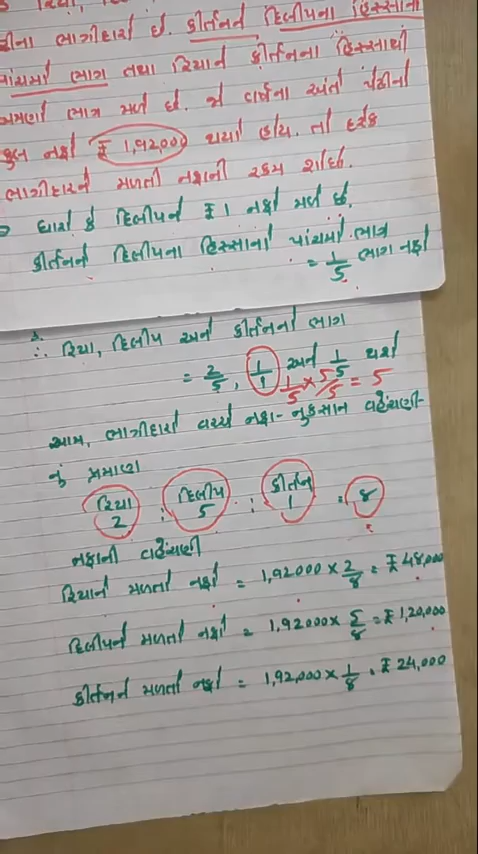 ભાગીદારો છે. કીર્તનને દિલીપના હિસ્સાના
પાંચમો ભાગ તથા રિયાને કીર્તનના હિસ્સાથી
બમણો ભાગ મળે છે. જો વર્ષના અંતે પેઢીનો
કુલ નફો ₹ 1,92,000 થયો હોય. તો દરેક
ભાગીદારને મળતી નફાની રકમ શોધો.
ધારો કે દિલીપને ₹ 1 નફો મળે છે.
કીર્તનને દિલીપના હિસ્સાના પાંચમો ભાગ
= 1/5 ભાગ નફો
∴ રિયા, દિલીપ અને કીર્તનનો ભાગ
= 2/5, 1/1 અને 1/5 થશે
1/5 × 5/5 = 5
આમ, ભાગીદારો વચ્ચે નફા-નુકસાન વહેંચણી-
નું પ્રમાણ
રિયા : દિલીપ : કીર્તન
2 5 1 = 8
નફાની વહેંચણી
રિયાને મળતો નફો = 1,92,000 × 2/8 = ₹ 48,000
દિલીપને મળતો નફો = 1,92,000 × 5/8 = ₹ 1,20,000
કીર્તનને મળતો નફો = 1,92,000 × 1/8 = ₹ 24,000